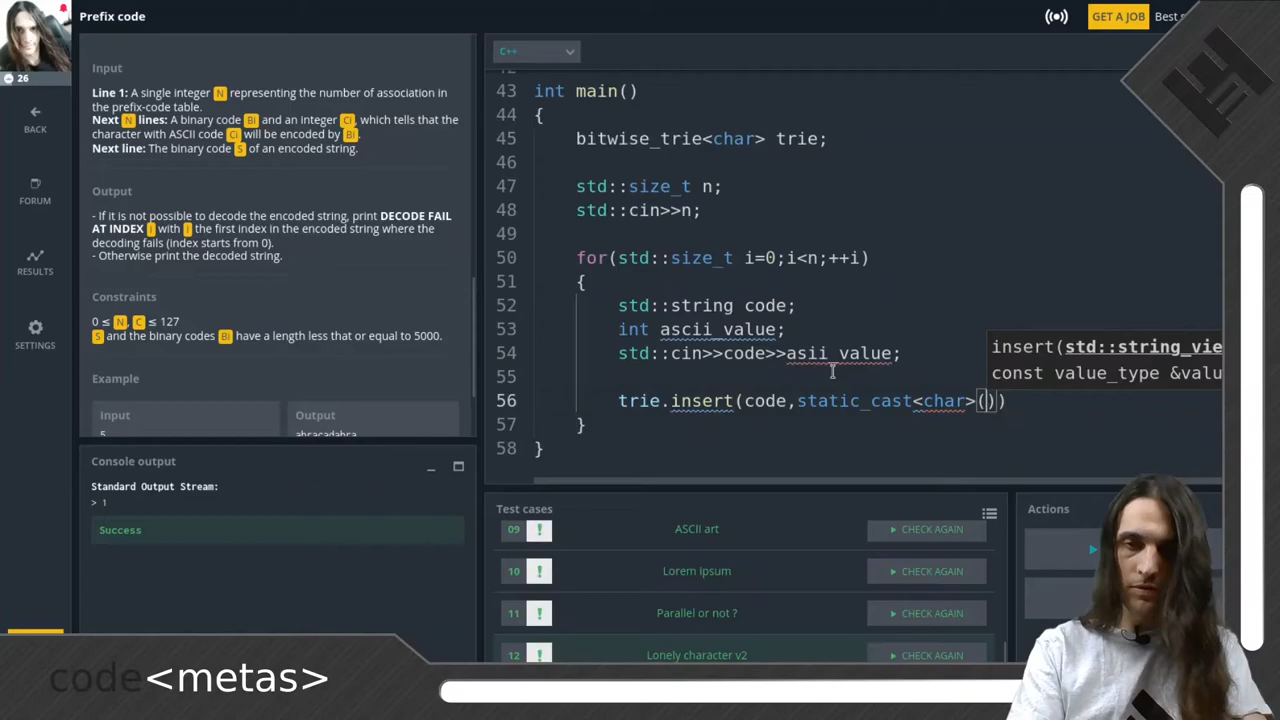 Prefix code
GET A JOB
26
BACK
FORUM
RESULTS
SETTINGS
Input
Line 1: A single integer N representing the number of association in
the prefix-code table.
Next N lines: A binary code Bi and an integer Ci, which tells that the
character with ASCII code Ci will be encoded by Bi.
Next line: The binary code S of an encoded string.
Output
- If it is not possible to decode the encoded string, print DECODE FAIL
AT INDEX i with i the first index in the encoded string where the
decoding fails (index starts from 0).
- Otherwise print the decoded string.
Constraints
0 ≤ N, C ≤ 127
S and the binary codes Bi have a length less that or equal to 5000.
Example
Input
Output
5
abracadabra
Console output
Standard Output Stream:
> 1
Success
C++
42
43 int main()
44 {
45 bitwise_trie<char> trie;
46
47 std::size_t n;
48 std::cin>>n;
49
50 for(std::size_t i=0;i<n;++i)
51 {
52 std::string code;
53 int ascii_value;
54 std::cin>>code>>asii_value;
55
56 trie.insert(code,static_cast<char>())
57 }
58 }
insert(std::string_vie
const value_type &valu
Test cases
09 ! ASCII art CHECK AGAIN
10 ! Lorem ipsum CHECK AGAIN
11 ! Parallel or not ? CHECK AGAIN
12 ! Lonely character v2 CHECK AGAIN
Actions
code<metas>